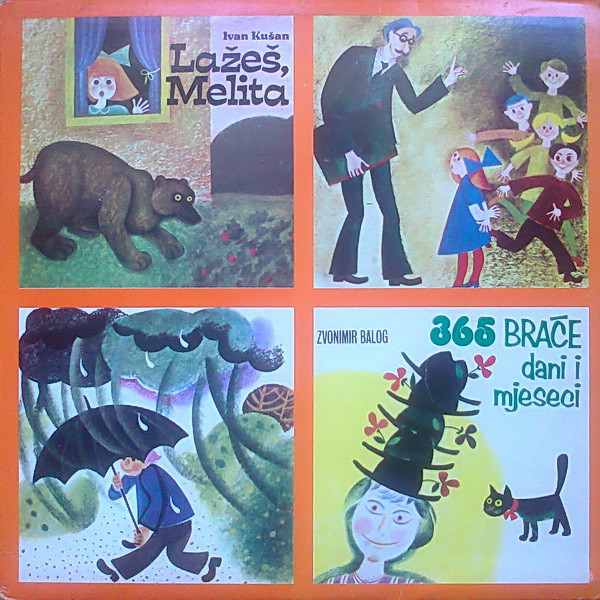 Ivan Kušan
Lažeš,
Melita
ZVONIMIR BALOG
365 BRAĆE
dani i
mjeseci